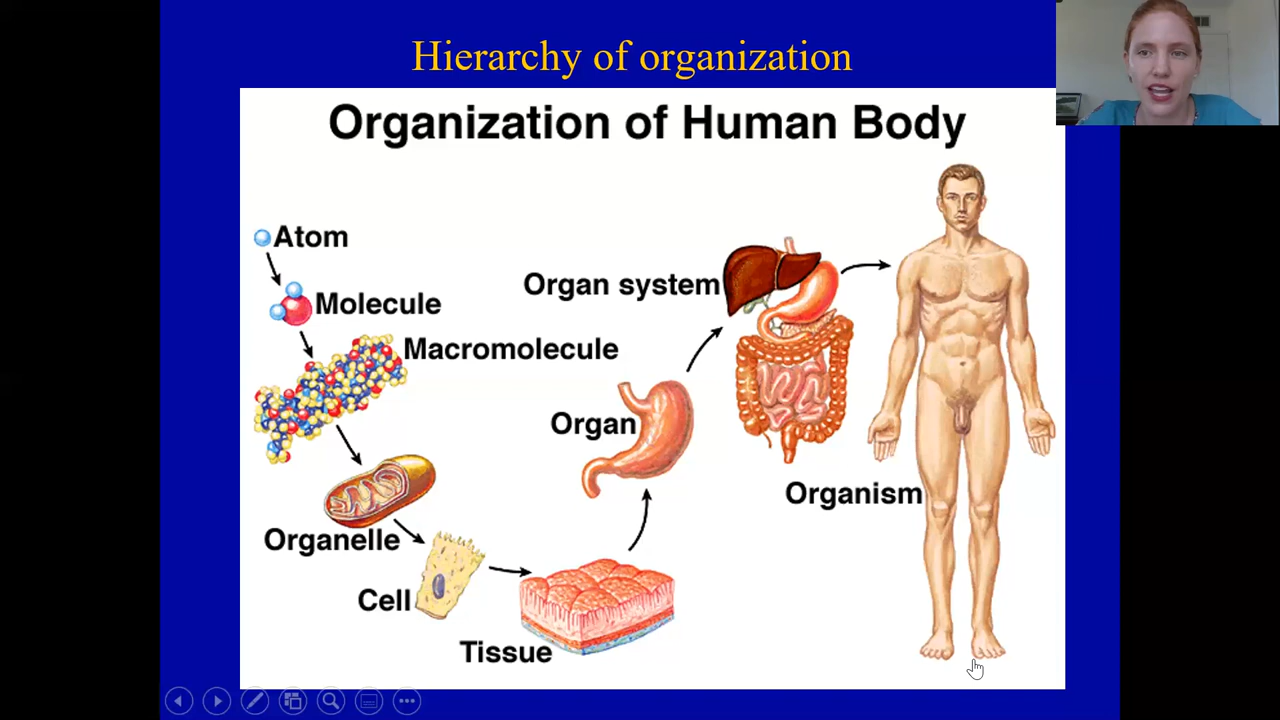 Hierarchy of organization
Organization of Human Body
Atom
Molecule
Macromolecule
Organelle
Cell
Tissue
Organ
Organ system
Organism